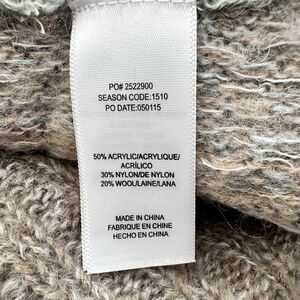 PO# 2522900
SEASON CODE:1510
PO DATE:050115
50% ACRYLIC/ACRYLIQUE/
ACRÍLICO
30% NYLON/DE NYLON
20% WOOL/LAINE/LANA
MADE IN CHINA
FABRIQUE EN CHINE
HECHO EN CHINA